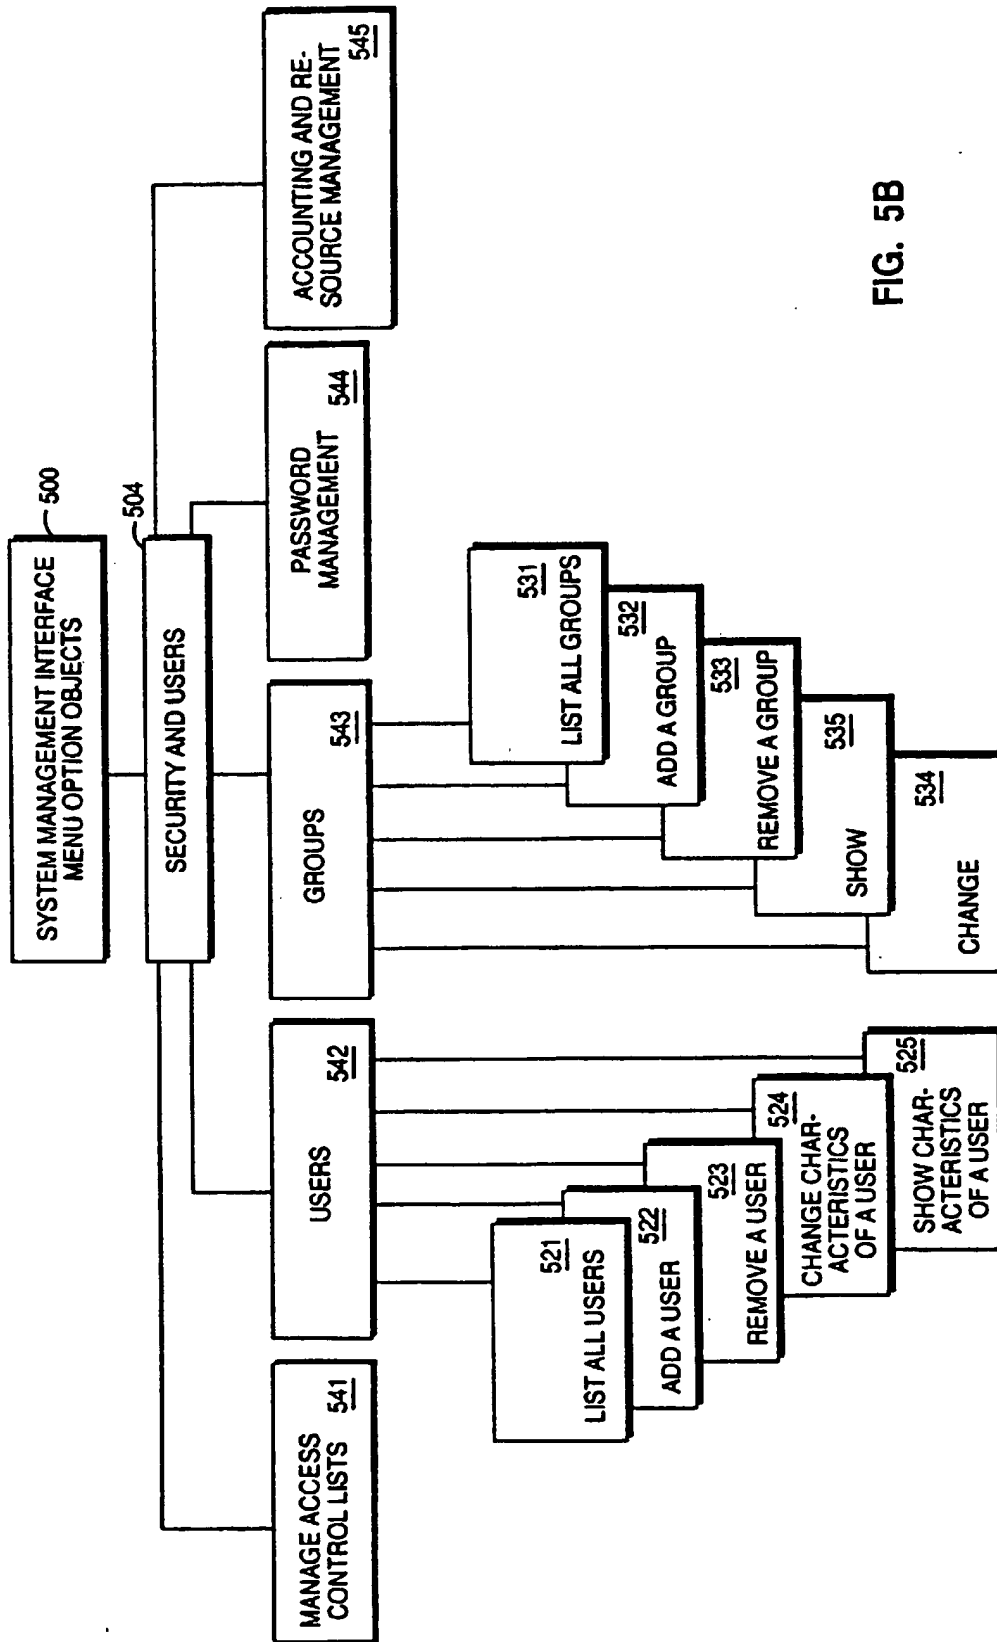 SYSTEM MANAGEMENT INTERFACE
MENU OPTION OBJECTS
500
504
SECURITY AND USERS
MANAGE ACCESS
CONTROL LISTS
541
USERS
542
GROUPS
543
PASSWORD
MANAGEMENT
544
ACCOUNTING AND RE-
SOURCE MANAGEMENT
545
521
LIST ALL USERS
522
ADD A USER
523
REMOVE A USER
524
CHANGE CHAR-
ACTERISTICS
OF A USER
525
SHOW CHAR-
ACTERISTICS
OF A USER
531
LIST ALL GROUPS
532
ADD A GROUP
533
REMOVE A GROUP
535
SHOW
534
CHANGE
FIG. 5B